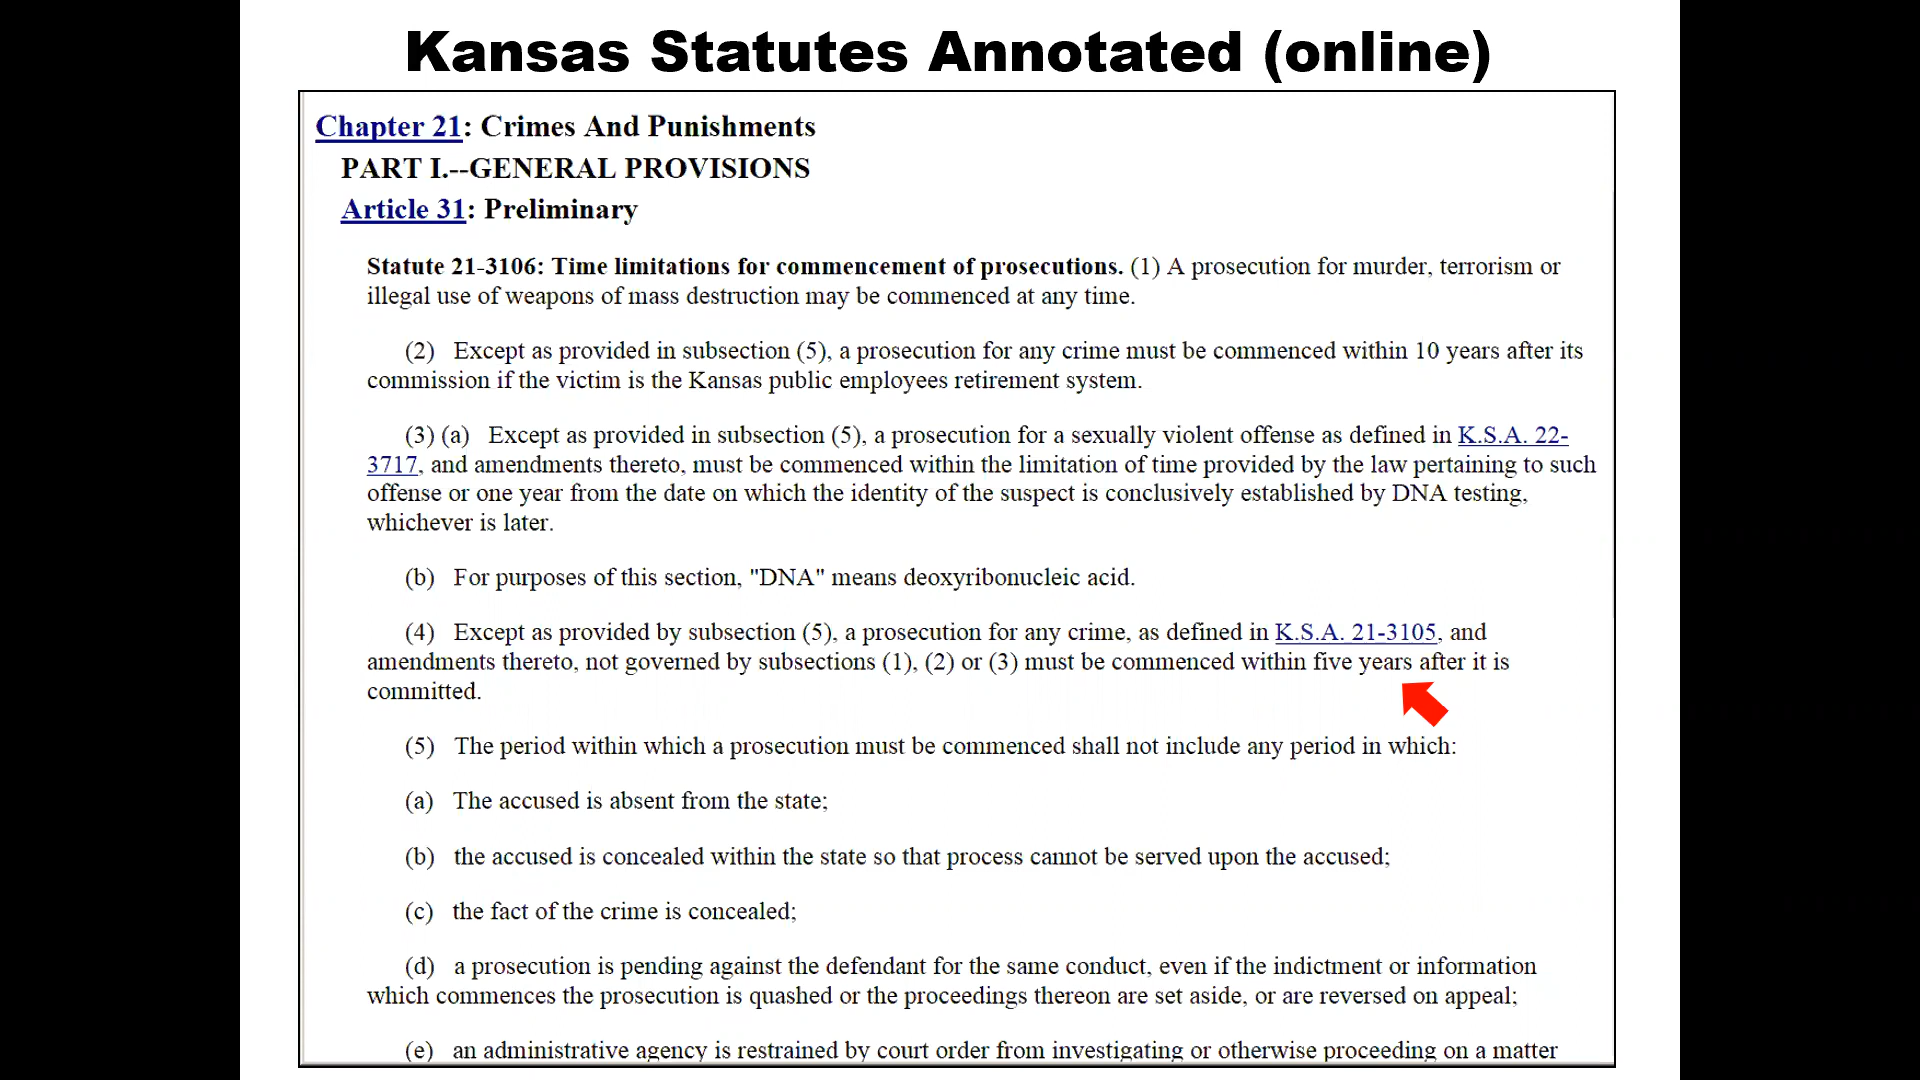 Kansas Statutes Annotated (online)
Chapter 21: Crimes And Punishments
PART I.--GENERAL PROVISIONS
Article 31: Preliminary
Statute 21-3106: Time limitations for commencement of prosecutions. (1) A prosecution for murder, terrorism or
illegal use of weapons of mass destruction may be commenced at any time.
(2) Except as provided in subsection (5), a prosecution for any crime must be commenced within 10 years after its
commission if the victim is the Kansas public employees retirement system.
(3) (a) Except as provided in subsection (5), a prosecution for a sexually violent offense as defined in K.S.A. 22-
3717, and amendments thereto, must be commenced within the limitation of time provided by the law pertaining to such
offense or one year from the date on which the identity of the suspect is conclusively established by DNA testing,
whichever is later.
(b) For purposes of this section, "DNA" means deoxyribonucleic acid.
(4) Except as provided by subsection (5), a prosecution for any crime, as defined in K.S.A. 21-3105, and
amendments thereto, not governed by subsections (1), (2) or (3) must be commenced within five years after it is
committed.
(5) The period within which a prosecution must be commenced shall not include any period in which:
(a) The accused is absent from the state;
(b) the accused is concealed within the state so that process cannot be served upon the accused;
(c) the fact of the crime is concealed;
(d) a prosecution is pending against the defendant for the same conduct, even if the indictment or information
which commences the prosecution is quashed or the proceedings thereon are set aside, or are reversed on appeal;
(e) an administrative agency is restrained by court order from investigating or otherwise proceeding on a matter